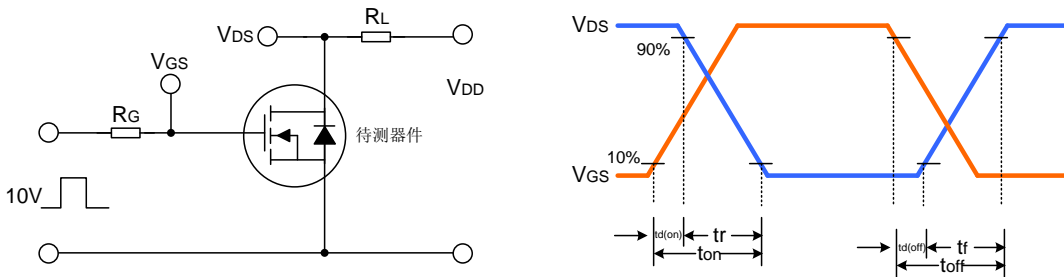 RL
VDS
VGS
VDD
RG
待测器件
10V
VDS
90%
10%
VGS
td(on)
tr
ton
td(off)
tf
toff